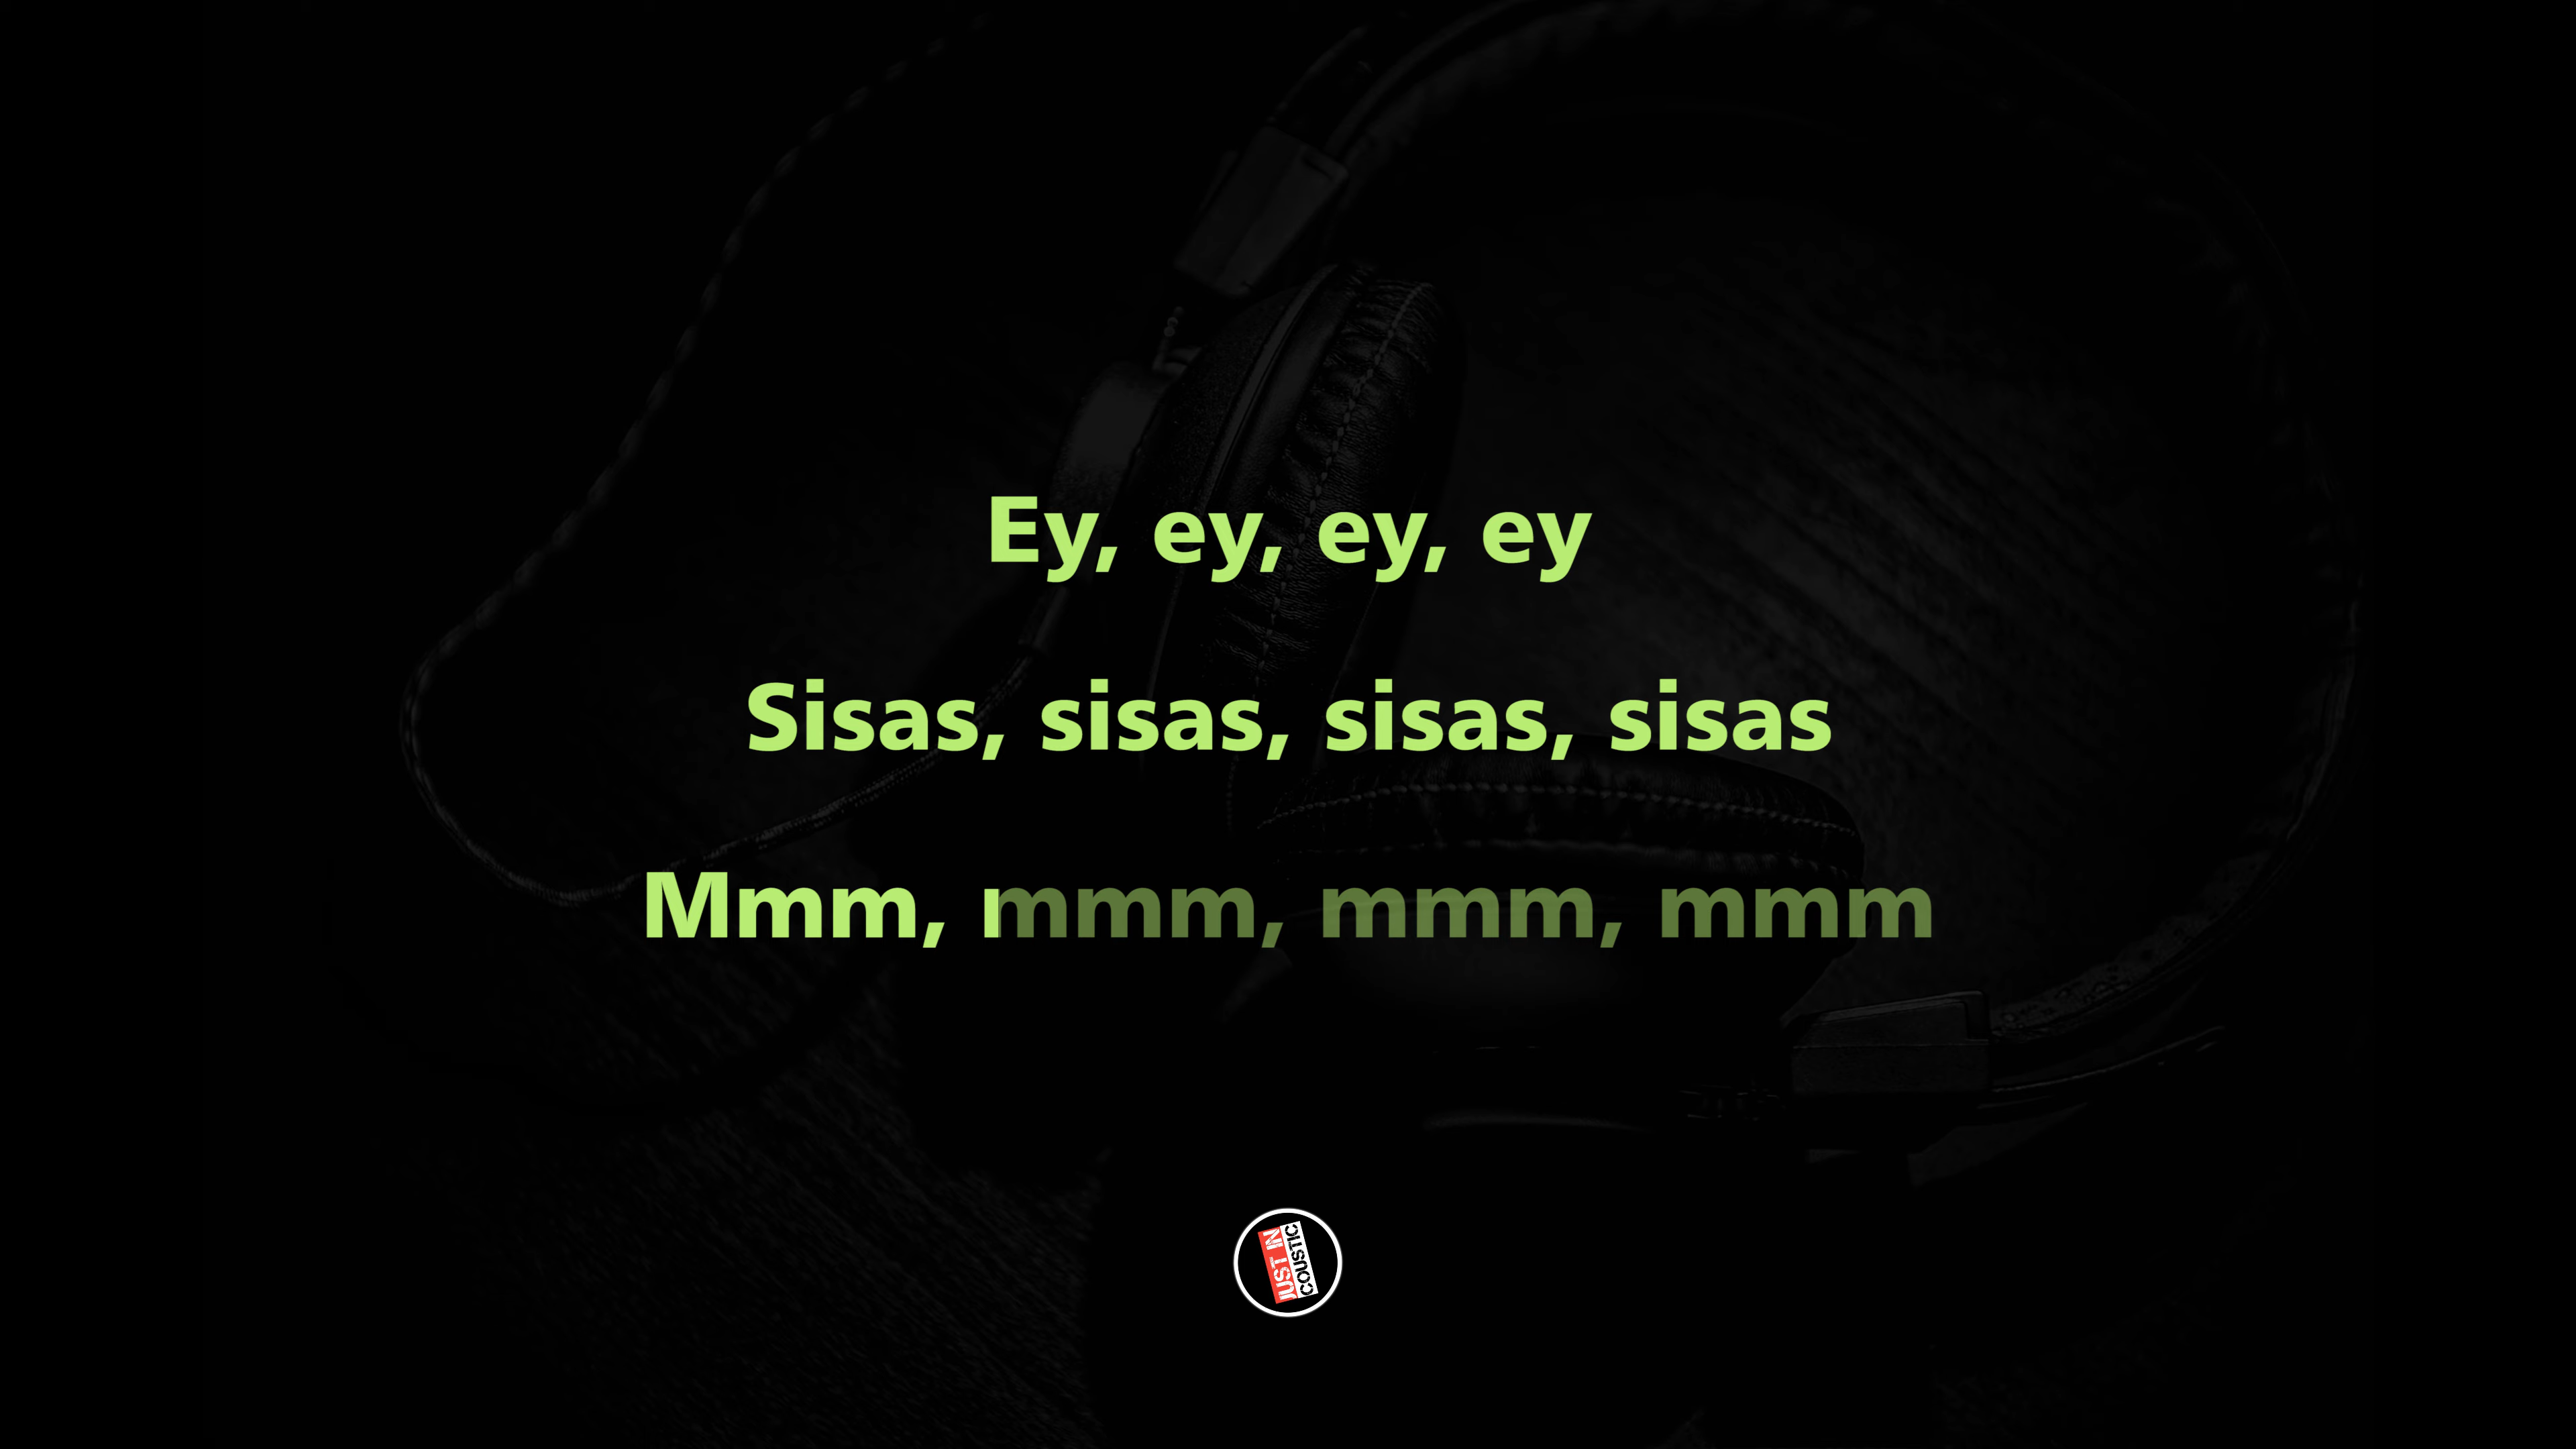 Ey, ey, ey, ey
Sisas, sisas, sisas, sisas
Mmm, mmm, mmm, mmm
JUST IN
COUSTIC